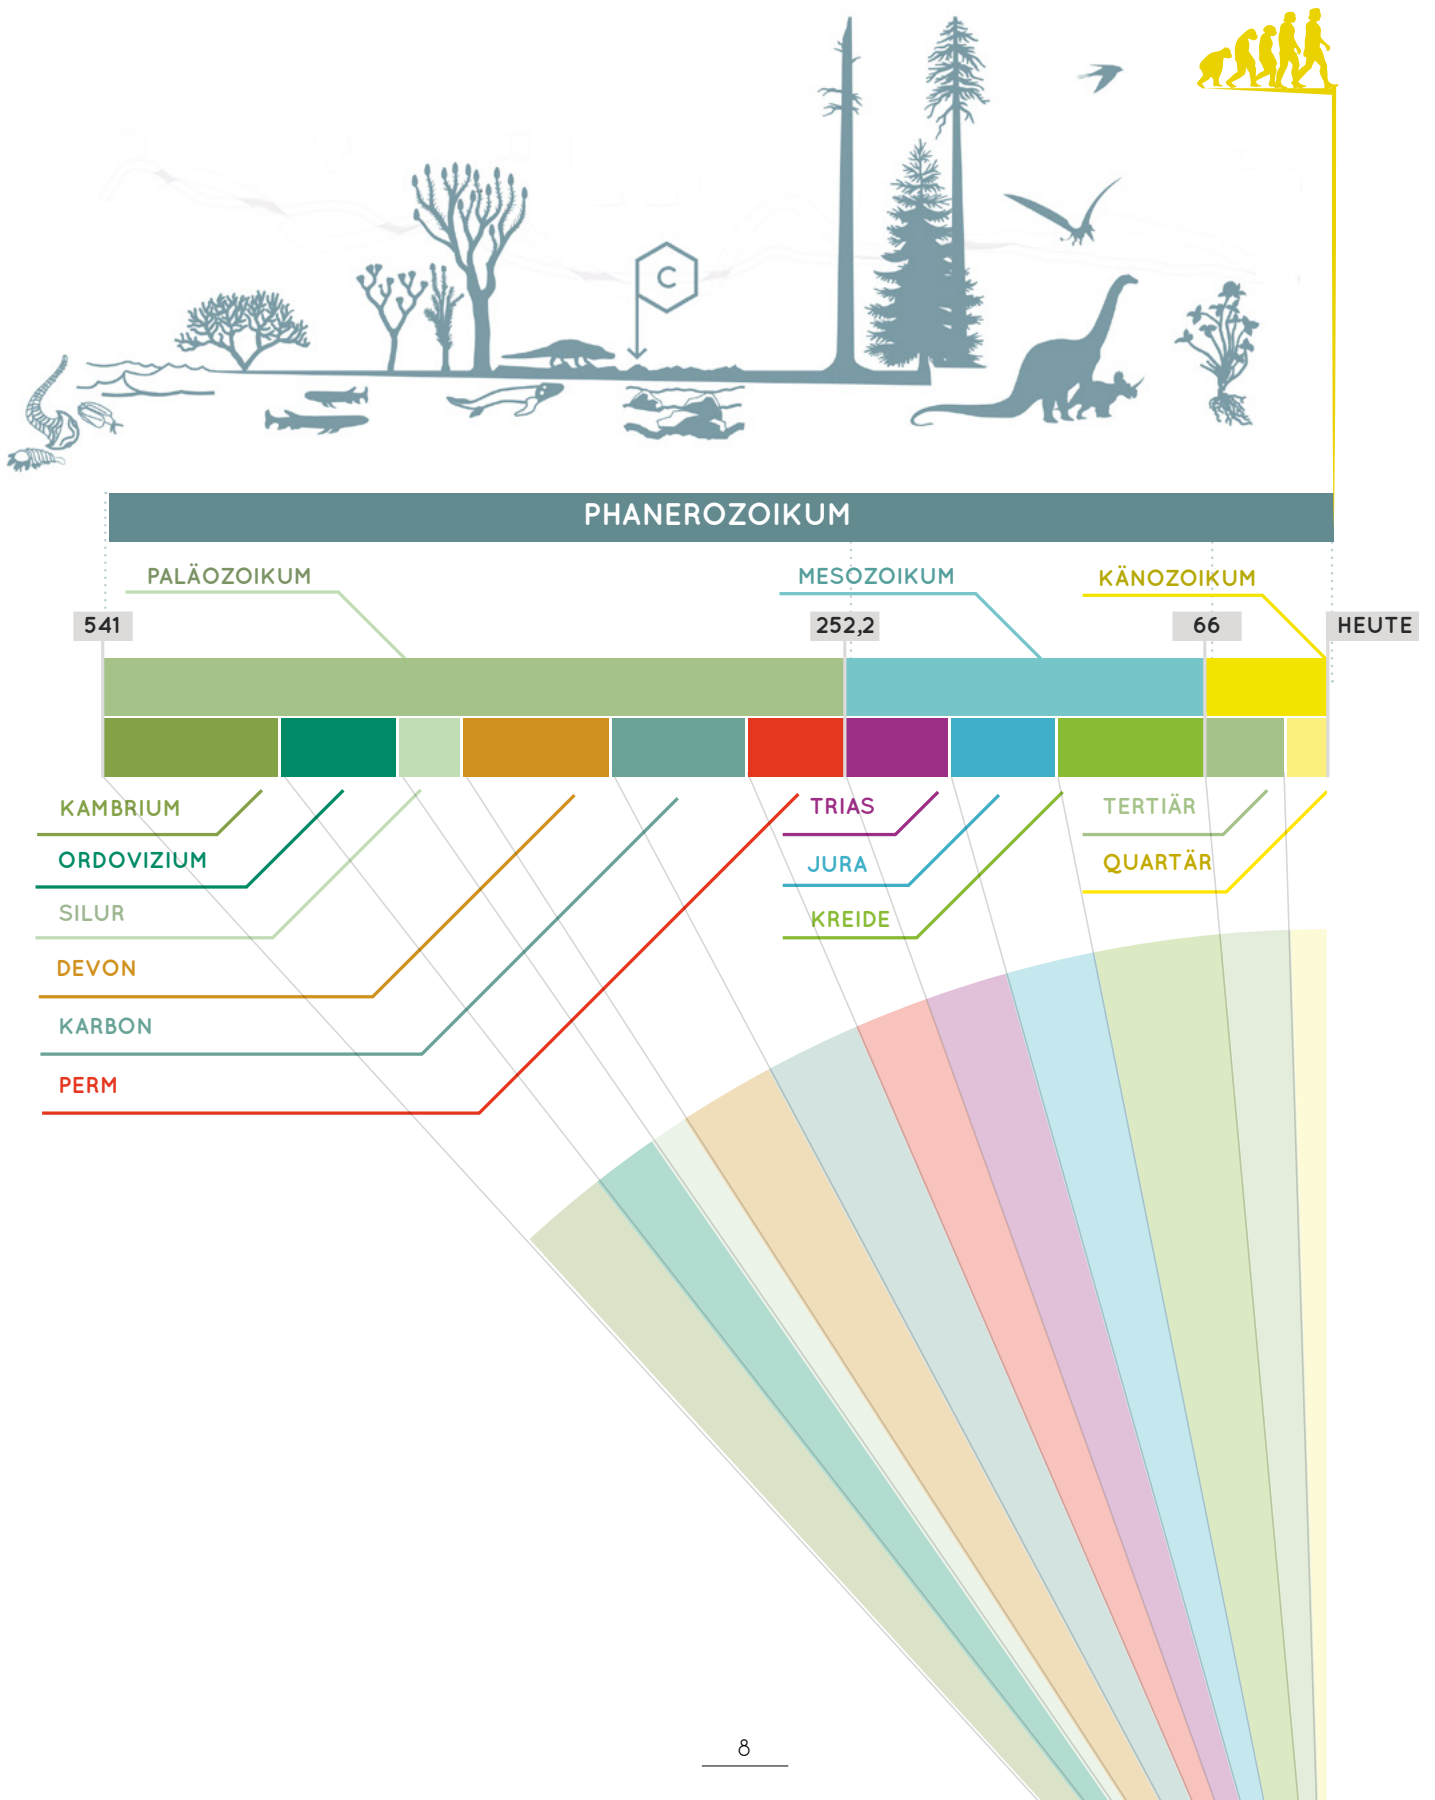 C
PHANEROZOIKUM
PALÄOZOIKUM
MESOZOIKUM
KÄNOZOIKUM
541
252,2
66
HEUTE
KAMBRIUM
ORDOVIZIUM
SILUR
DEVON
KARBON
PERM
TRIAS
JURA
KREIDE
TERTIÄR
QUARTÄR
8